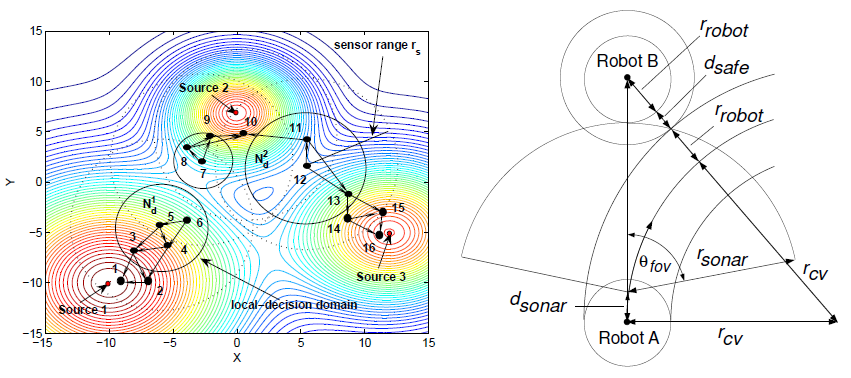 15
10
5
0
−5
−10
−15
Y
−15
−10
−5
0
5
10
15
X
sensor range r_s
Source 2
9
10
11
8
7
N_d^2
12
13
15
14
16
Source 3
N_d^1
5
6
3
4
1
2
Source 1
local−decision domain
r_robot
d_safe
Robot B
r_robot
θ_fov
r_sonar
r_cv
d_sonar
Robot A
r_cv